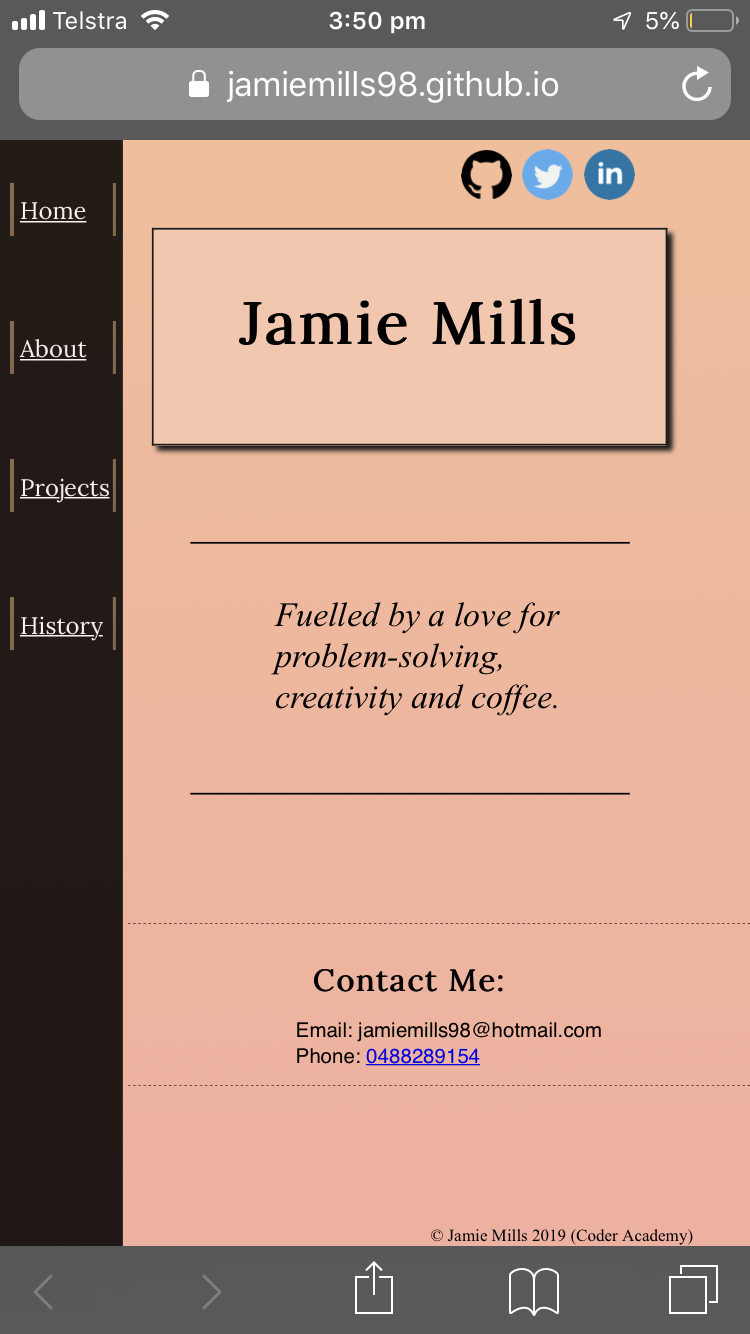 Telstra 3:50 pm 5%
jamiemills98.github.io
in
Home
About
Projects
History
Jamie Mills
Fuelled by a love for
problem-solving,
creativity and coffee.
Contact Me:
Email: jamiemills98@hotmail.com
Phone: 0488289154
© Jamie Mills 2019 (Coder Academy)